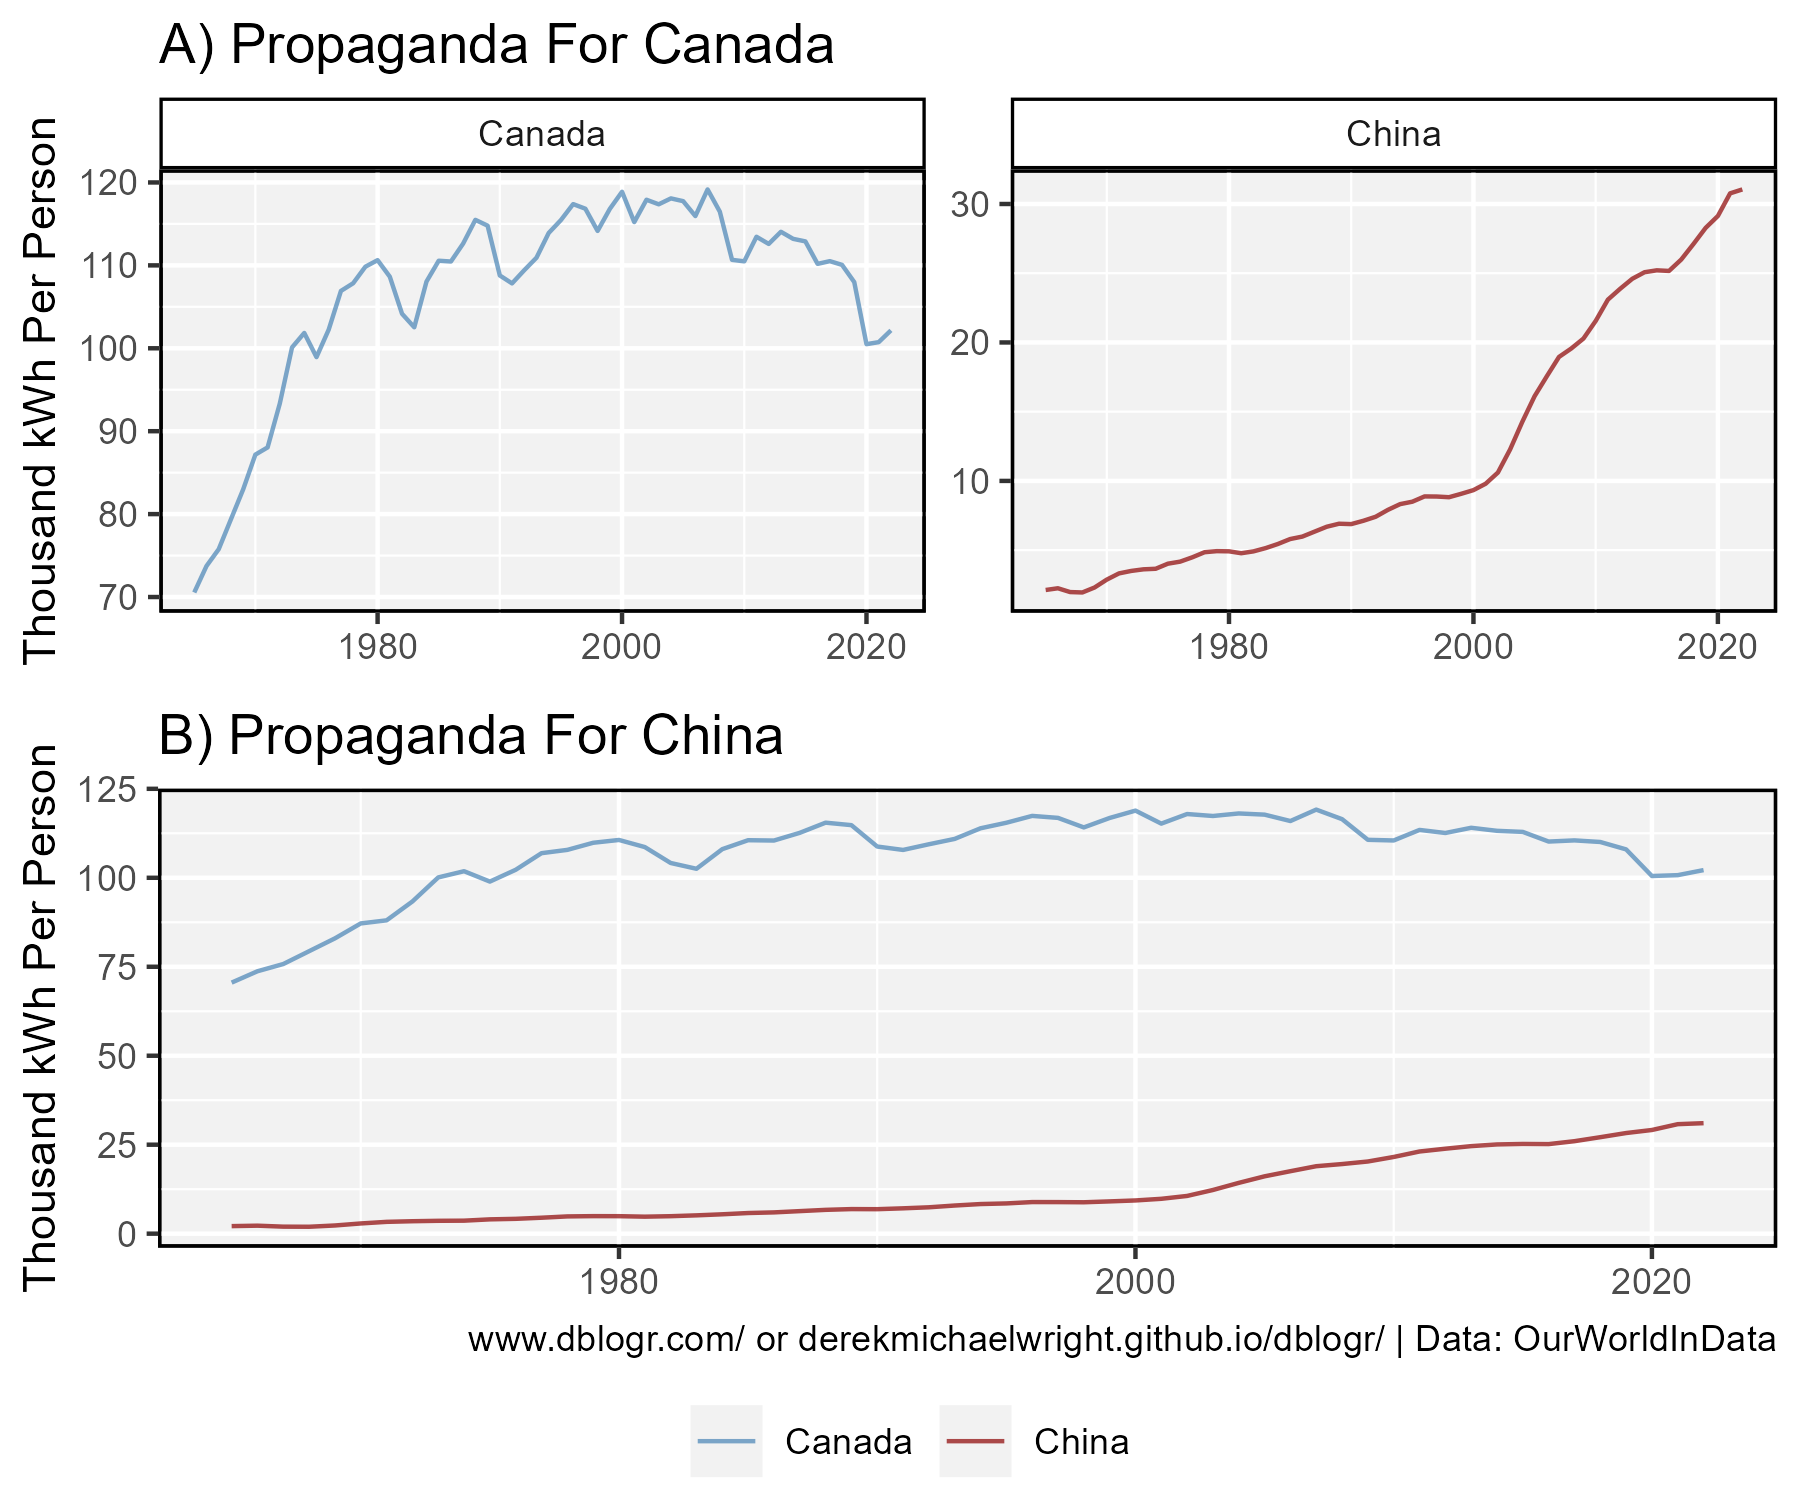 A) Propaganda For Canada
Canada
China
Thousand kWh Per Person
120
110
100
90
80
70
30
20
10
1980
2000
2020
1980
2000
2020
B) Propaganda For China
Thousand kWh Per Person
125
100
75
50
25
0
1980
2000
2020
www.dblogr.com/ or derekmichaelwright.github.io/dblogr/ | Data: OurWorldInData
Canada
China